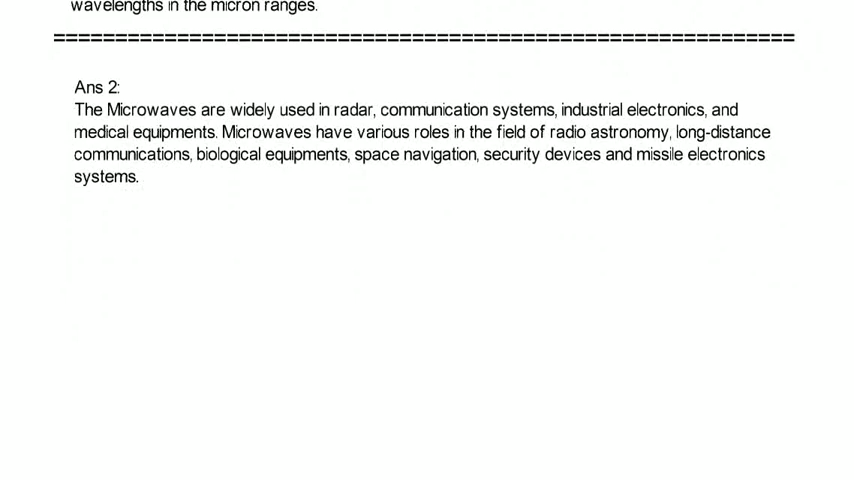 wavelengths in the micron ranges.
============================================================
Ans 2:
The Microwaves are widely used in radar, communication systems, industrial electronics, and
medical equipments. Microwaves have various roles in the field of radio astronomy, long-distance
communications, biological equipments, space navigation, security devices and missile electronics
systems.